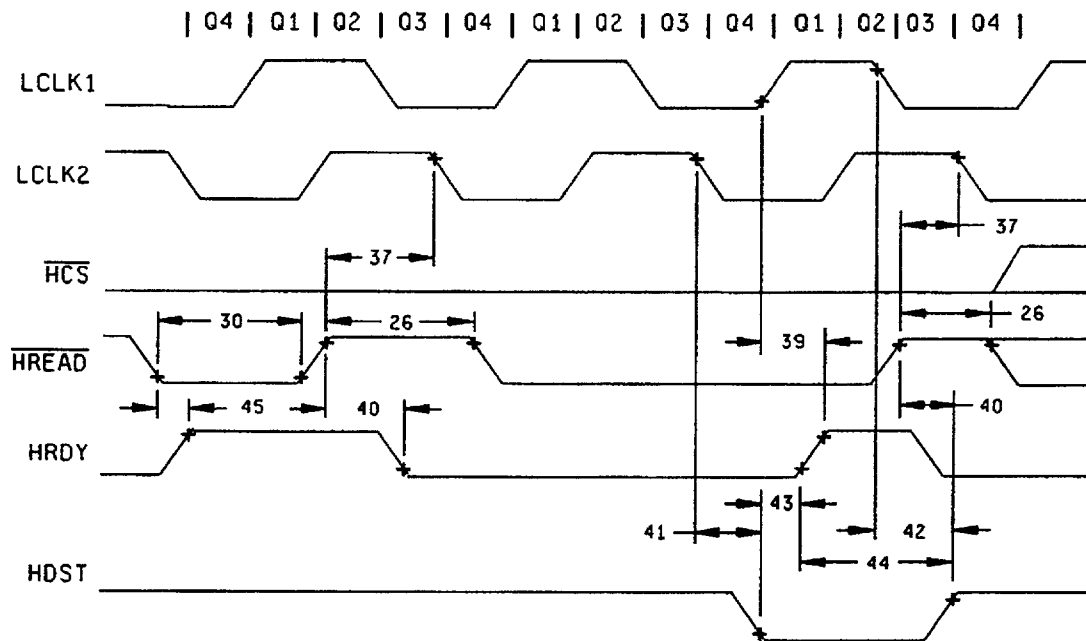 | Q4 | Q1 | Q2 | Q3 | Q4 | Q1 | Q2 | Q3 | Q4 | Q1 | Q2 | Q3 | Q4 |
LCLK1
LCLK2
37
37
HCS
30
26
26
39
HREAD
45
40
40
HRDY
43
41
42
44
HDST